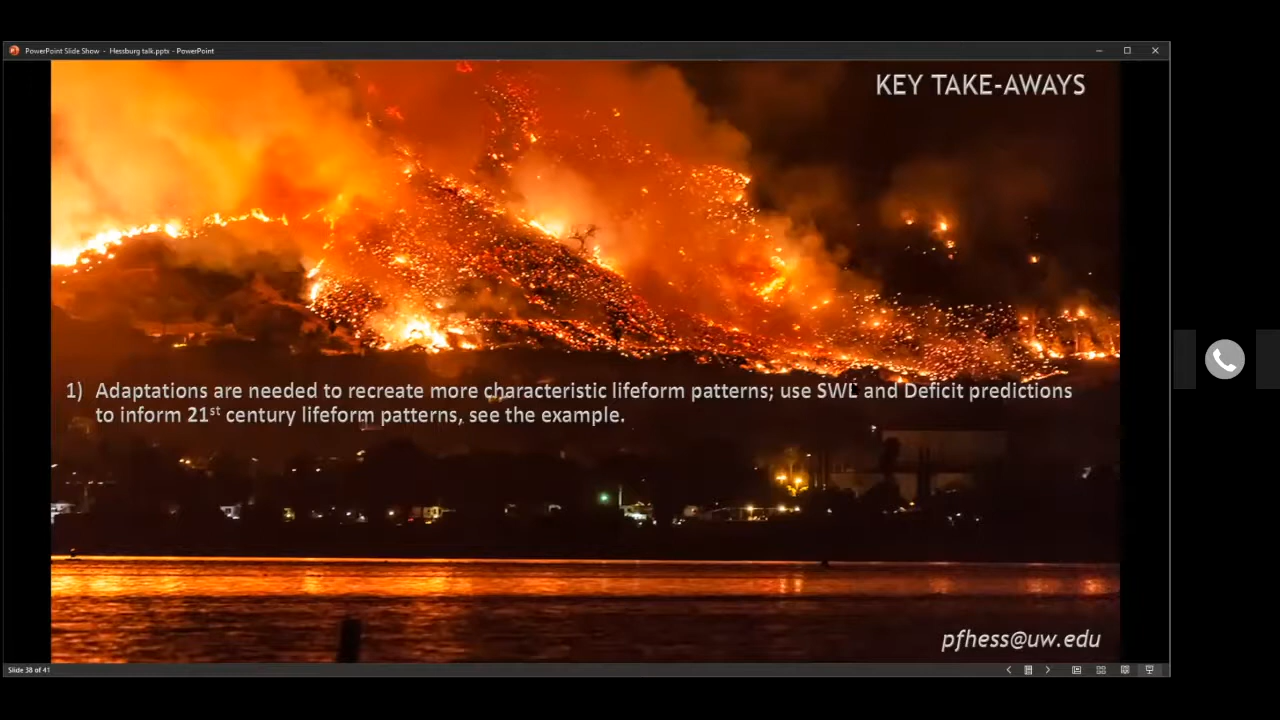 PowerPoint Slide Show - Hessburg talk.ppts - PowerPoint
KEY TAKE-AWAYS
1) Adaptations are needed to recreate more characteristic lifeform patterns; use SWL and Deficit predictions
to inform 21st century lifeform patterns, see the example.
pfhess@uw.edu
Slide 38 of 41